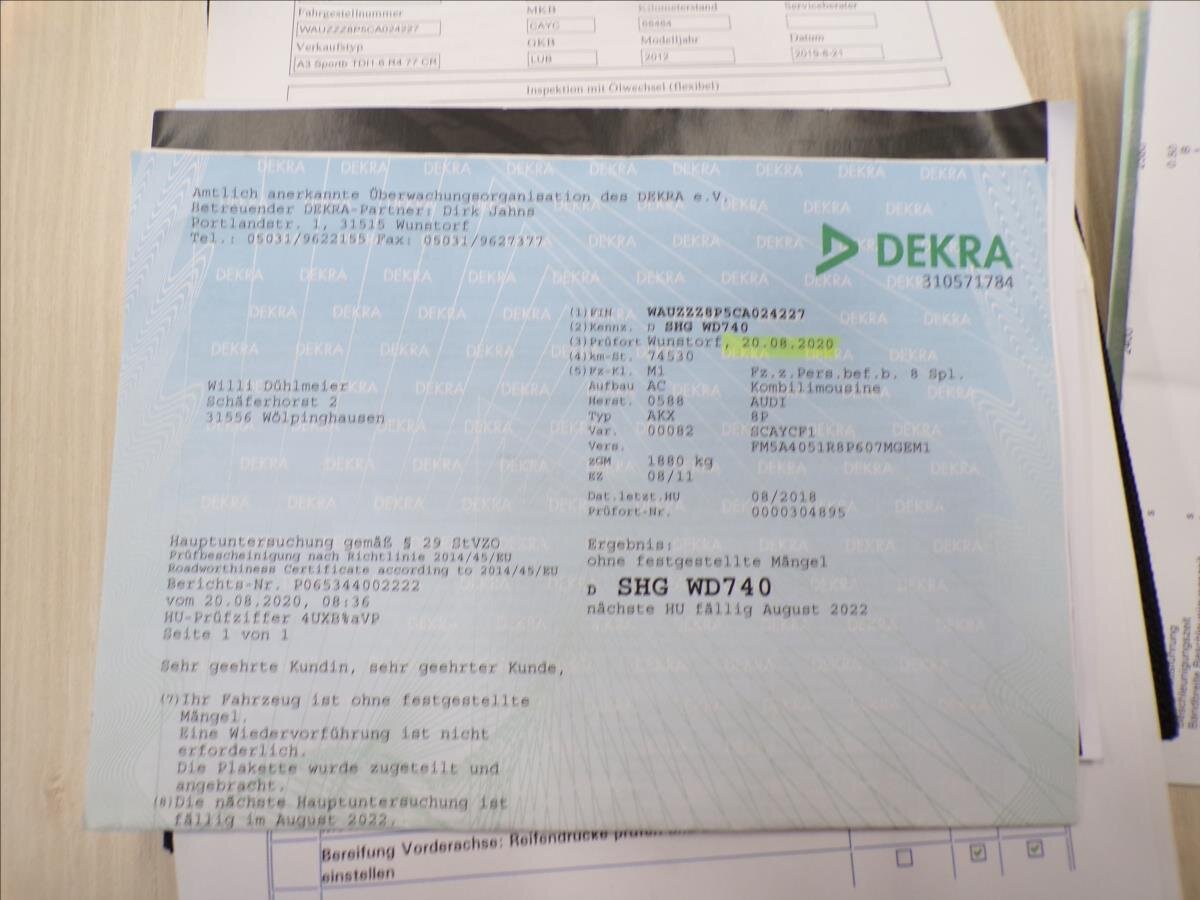 Fahrgestellnummer
MKB
Kilometerstand
Serviceberater
WAUZZZ8P5CA024227
CAYC
66464
Verkaufstyp
GKB
Modelljahr
Datum
A3 Sportb TDI1.6 R4 77 CR
LUB
2012
2019-6-21
Inspektion mit Ölwechsel (flexibel)
Amtlich anerkannte Überwachungsorganisation des DEKRA e.V.
Betreuender DEKRA-Partner: Dirk Jahns
Portlandstr. 1, 31515 Wunstorf
Tel.: 05031/9622155 Fax: 05031/9627377
DEKRA
310571784
(1)FIN WAUZZZ8P5CA024227
(2)Kennz. D SHG WD740
(3)Prüfort Wunstorf, 20.08.2020
(4)km-St. 74530
(5)Fz-Kl. M1 Fz.z.Pers.bef.b. 8 Spl.
Aufbau AC Kombilimousine
Herst. 0588 AUDI
Typ AKX 8P
Var. 00082 SCAYCF1
Vers. FM5A4051R8P607MGEM1
zGM 1880 kg
EZ 08/11
Dat.letzt.HU 08/2018
Prüfort-Nr. 0000304895
Willi Dühlmeier
Schäferhorst 2
31556 Wölpinghausen
Hauptuntersuchung gemäß § 29 StVZO
Prüfbescheinigung nach Richtlinie 2014/45/EU
Roadworthiness Certificate according to 2014/45/EU
Berichts-Nr. P065344002222
vom 20.08.2020, 08:36
HU-Prüfziffer 4UXB%aVP
Seite 1 von 1
Ergebnis:
ohne festgestellte Mängel
D SHG WD740
nächste HU fällig August 2022
Sehr geehrte Kundin, sehr geehrter Kunde,
(7)Ihr Fahrzeug ist ohne festgestellte
Mängel.
Eine Wiedervorführung ist nicht
erforderlich.
Die Plakette wurde zugeteilt und
angebracht.
(8)Die nächste Hauptuntersuchung ist
fällig im August 2022.
Bereifung Vorderachse: Reifendrücke prüfen
einstellen